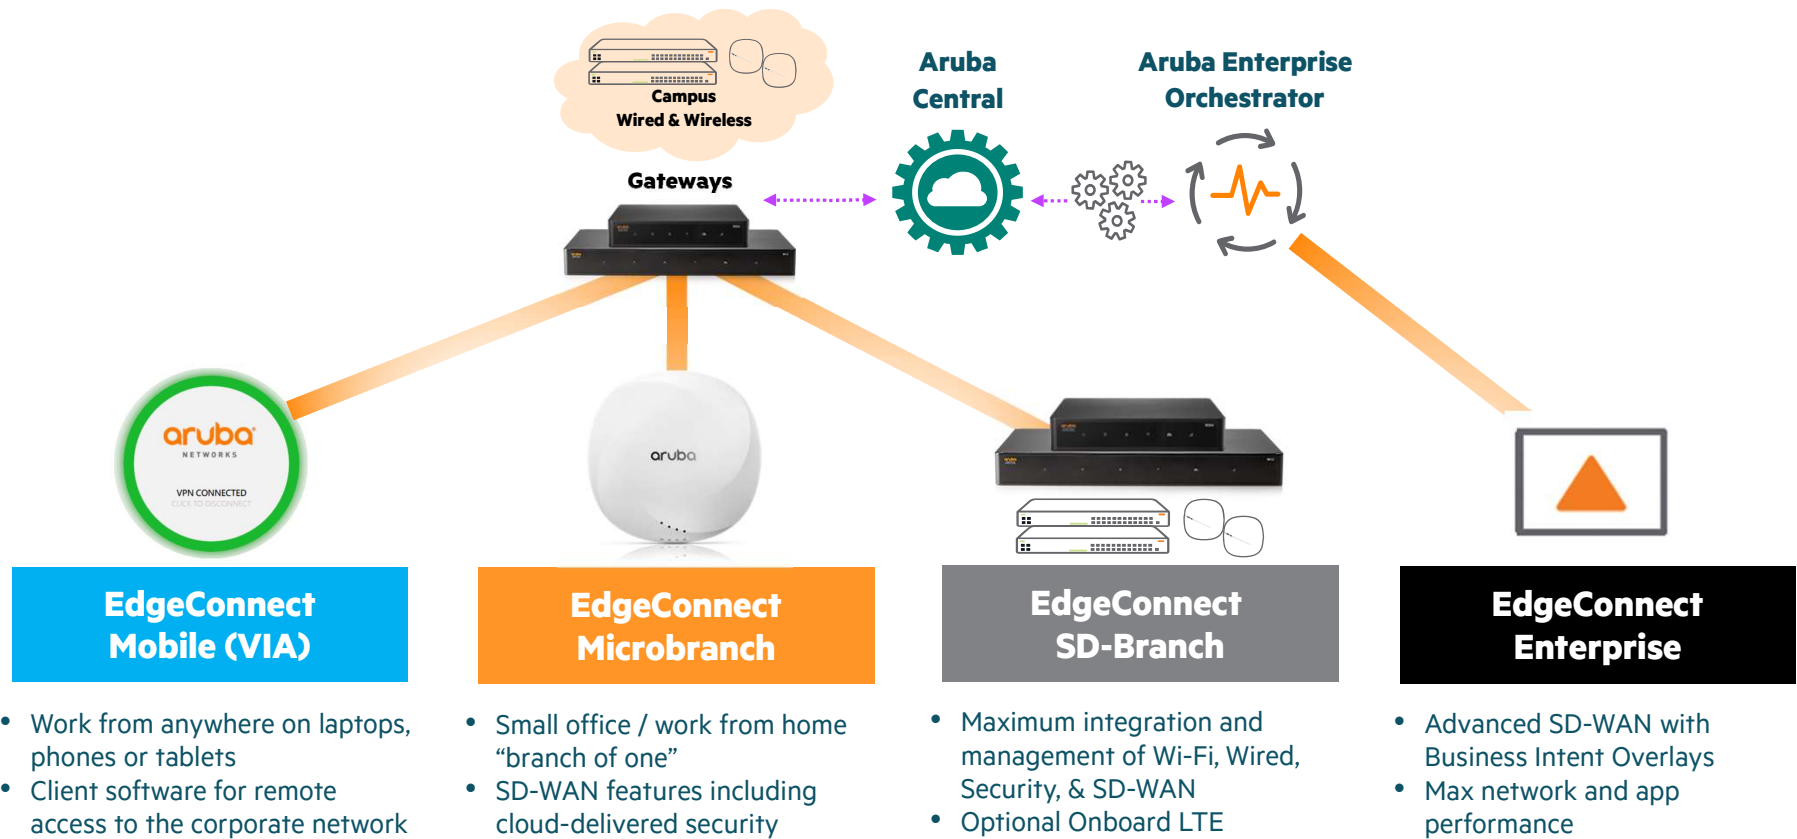 Campus
Wired & Wireless
Gateways
Aruba
Central
Aruba Enterprise
Orchestrator
aruba
NETWORKS
VPN CONNECTED
CLICK TO DISCONNECT
aruba
EdgeConnect
Mobile (VIA)
• Work from anywhere on laptops,
phones or tablets
• Client software for remote
access to the corporate network
EdgeConnect
Microbranch
• Small office / work from home
“branch of one”
• SD-WAN features including
cloud-delivered security
EdgeConnect
SD-Branch
• Maximum integration and
management of Wi-Fi, Wired,
Security, & SD-WAN
• Optional Onboard LTE
EdgeConnect
Enterprise
• Advanced SD-WAN with
Business Intent Overlays
• Max network and app
performance